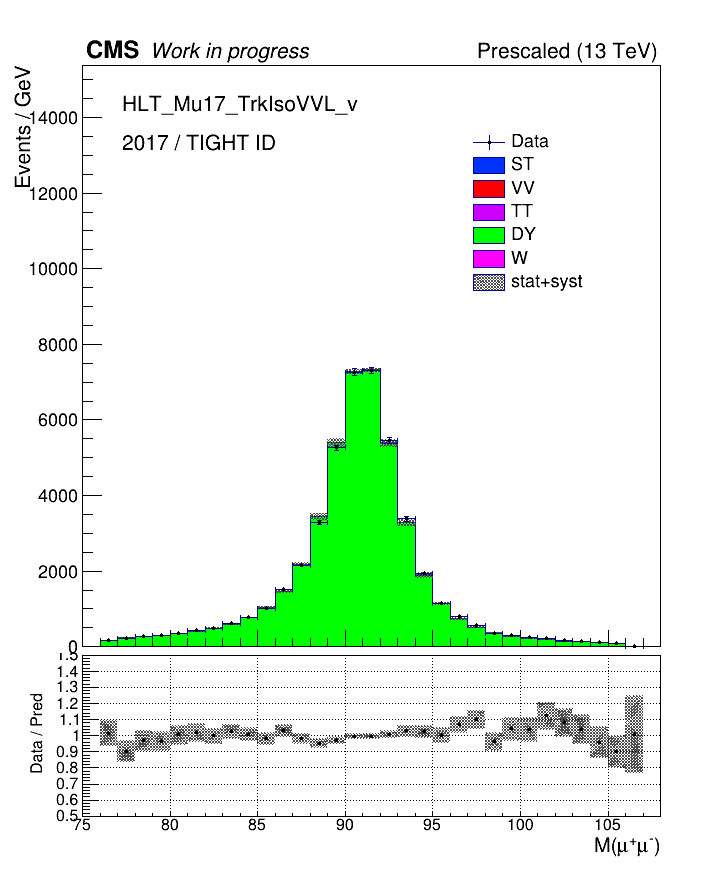 CMS Work in progress Prescaled (13 TeV)
Events / GeV
HLT_Mu17_TrkIsoVVL_v
2017 / TIGHT ID
Data
ST
VV
TT
DY
W
stat+syst
14000
12000
10000
8000
6000
4000
2000
0
Data / Pred
1.5
1.4
1.3
1.2
1.1
1
0.9
0.8
0.7
0.6
0.5
75 80 85 90 95 100 105
M(μ⁺μ⁻)